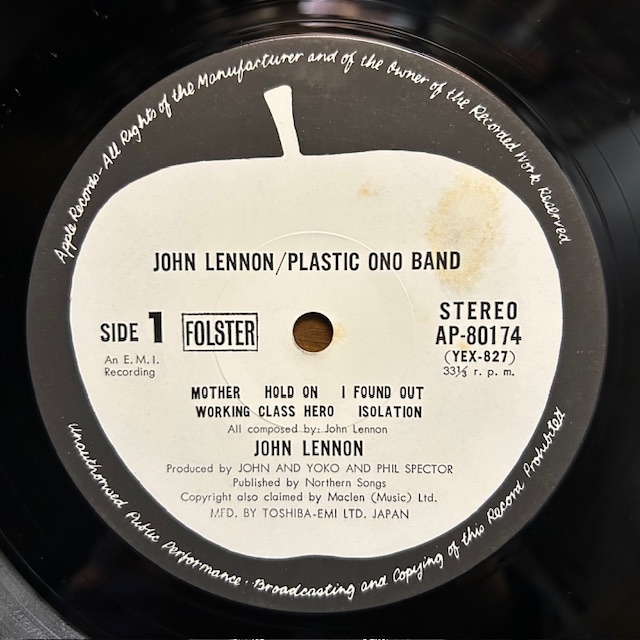 Apple Records-All Rights of the Manufacturer and of the Owner of the Recorded Work Reserved
JOHN LENNON/PLASTIC ONO BAND
SIDE 1 FOLSTER
An E.M.I.
Recording
STEREO
AP-80174
(YEX-827)
33⅓ r. p. m.
MOTHER HOLD ON I FOUND OUT
WORKING CLASS HERO ISOLATION
All composed by: John Lennon
JOHN LENNON
Produced by JOHN AND YOKO AND PHIL SPECTOR
Published by Northern Songs
Copyright also claimed by Maclen (Music) Ltd.
MFD. BY TOSHIBA-EMI LTD. JAPAN
Unauthorised Public Performance · Broadcasting and Copying of this Record Prohibited